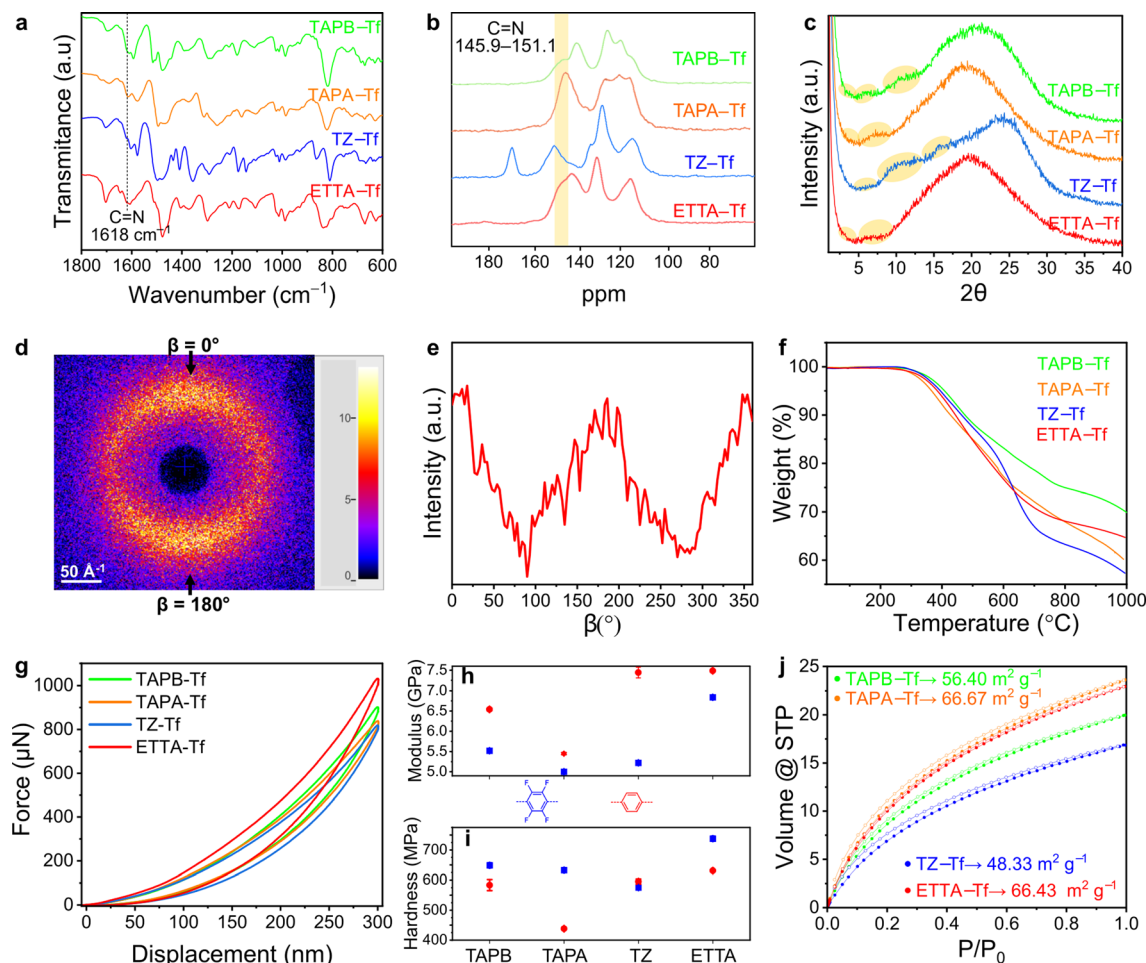 a
TAPB–Tf
TAPA–Tf
TZ–Tf
ETTA–Tf
C=N
1618 cm⁻¹
Transmitance (a.u)
1800 1600 1400 1200 1000 800 600
Wavenumber (cm⁻¹)
b
C=N
145.9–151.1
TAPB–Tf
TAPA–Tf
TZ–Tf
ETTA–Tf
180 160 140 120 100 80
ppm
c
TAPB–Tf
TAPA–Tf
TZ–Tf
ETTA–Tf
Intensity (a.u.)
5 10 15 20 25 30 35 40
2θ
d
β = 0°
10
5
0
50 Å⁻¹
β = 180°
e
Intensity (a.u.)
0 50 100 150 200 250 300 350
β(°)
f
TAPB–Tf
TAPA–Tf
TZ–Tf
ETTA–Tf
Weight (%)
100
90
80
70
60
200 400 600 800 1000
Temperature (°C)
g
TAPB-Tf
TAPA-Tf
TZ-Tf
ETTA-Tf
Force (µN)
1000
800
600
400
200
0
0 50 100 150 200 250 300
Displacement (nm)
h
Modulus (GPa)
7.5
7.0
6.5
6.0
5.5
5.0
F F
F F
i
Hardness (MPa)
700
600
500
400
TAPB TAPA TZ ETTA
j
TAPB–Tf→ 56.40 m² g⁻¹
TAPA–Tf→ 66.67 m² g⁻¹
TZ–Tf→ 48.33 m² g⁻¹
ETTA–Tf→ 66.43 m² g⁻¹
Volume @ STP
25
20
15
10
5
0
0.0 0.2 0.4 0.6 0.8 1.0
P/P₀